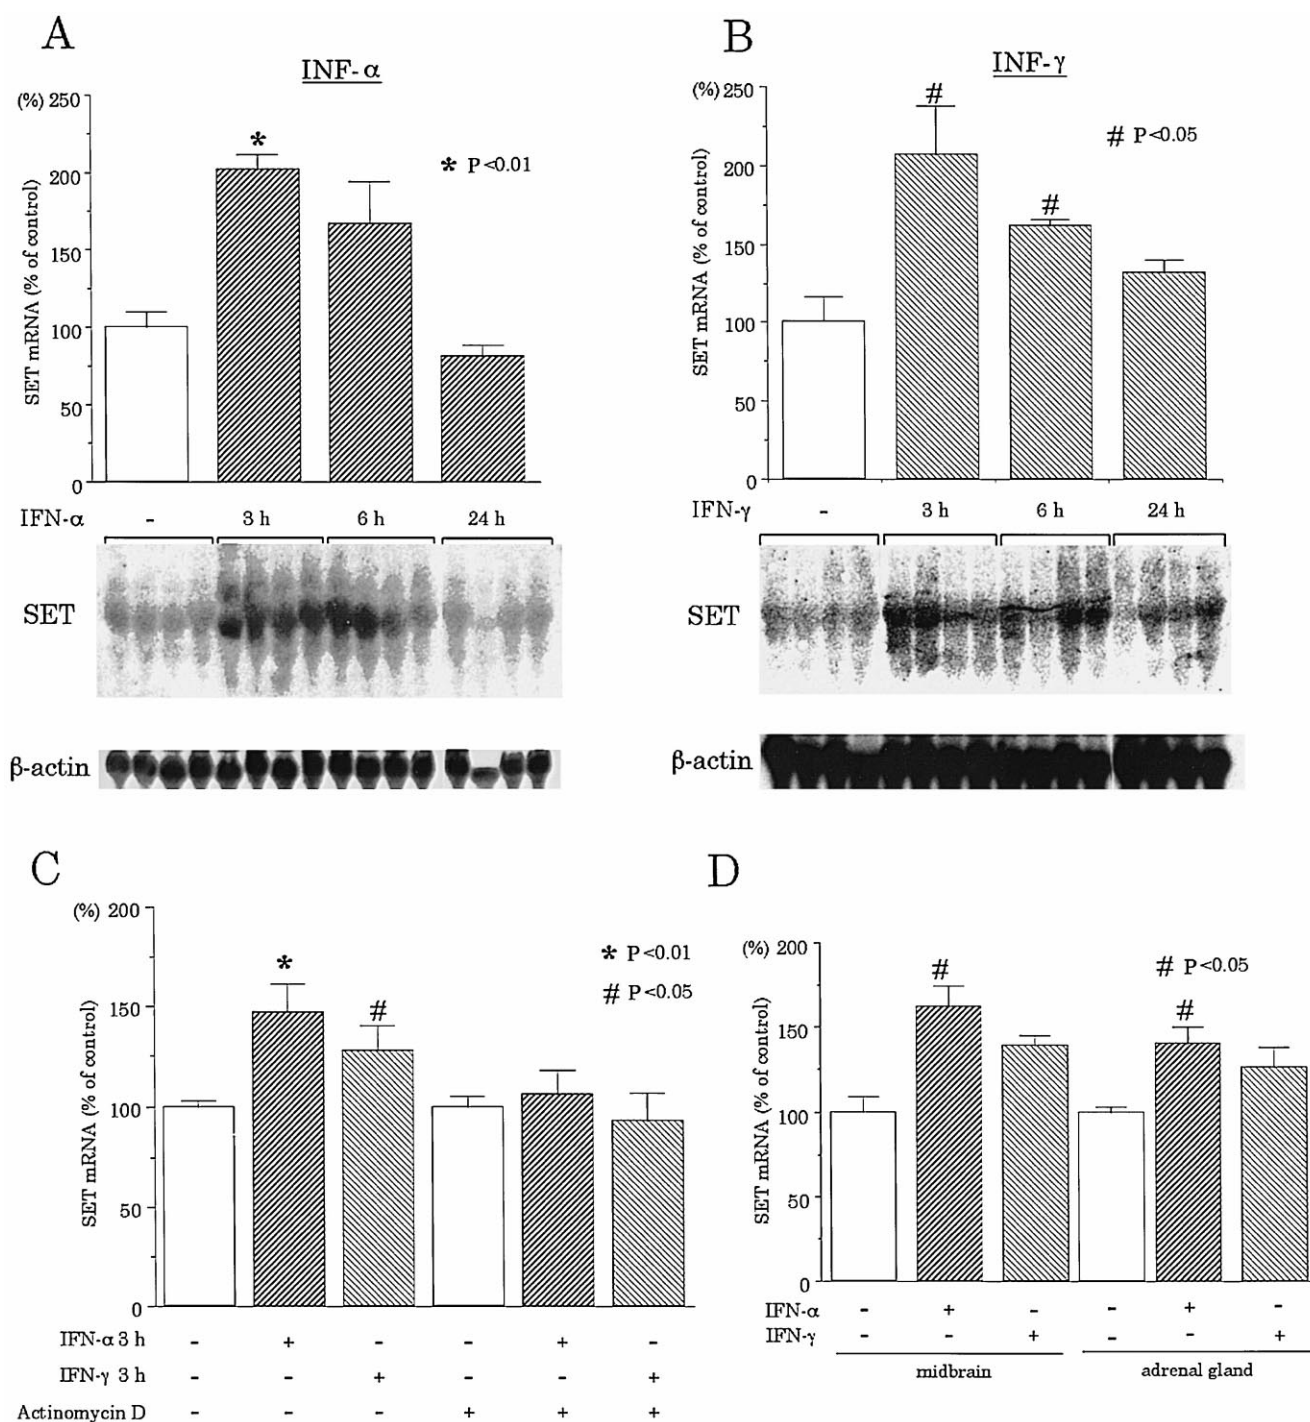 A
INF-α
(%) 250
200
150
100
50
0
SET mRNA (% of control)
*
* P<0.01
IFN-α - 3 h 6 h 24 h
SET
β-actin
B
INF-γ
(%) 250
200
150
100
50
0
SET mRNA (% of control)
#
#
# P<0.05
IFN-γ - 3 h 6 h 24 h
SET
β-actin
C
(%) 200
150
100
50
0
SET mRNA (% of control)
*
#
* P<0.01
# P<0.05
IFN-α 3 h - + - - + -
IFN-γ 3 h - - + - - +
Actinomycin D - - - + + +
D
(%) 200
150
100
50
0
SET mRNA (% of control)
#
#
# P<0.05
IFN-α - + - - + -
IFN-γ - - + - - +
midbrain adrenal gland